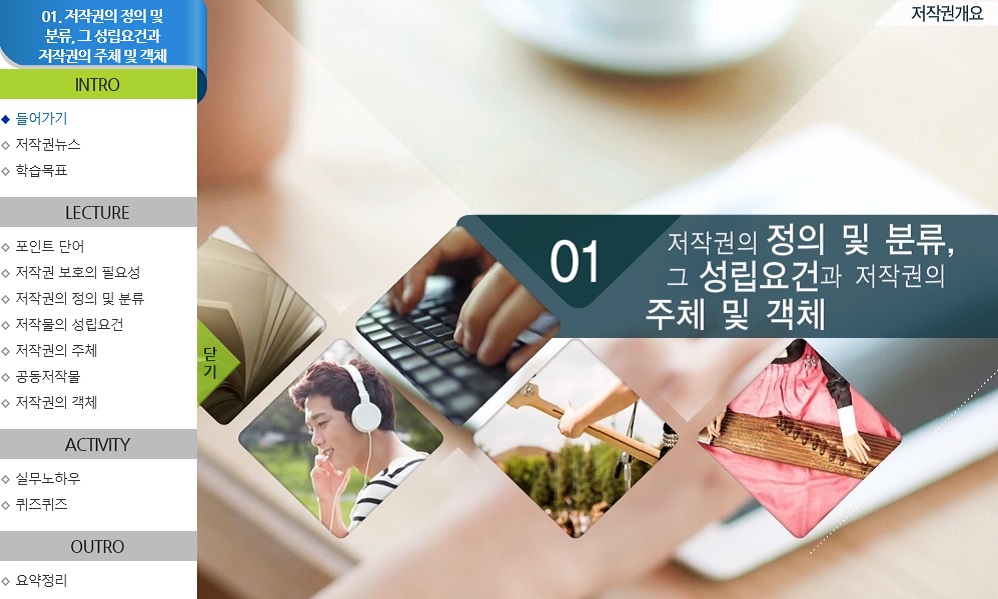 01. 저작권의 정의 및
분류, 그 성립요건과
저작권의 주체 및 객체
INTRO
들어가기
저작권뉴스
학습목표
LECTURE
포인트 단어
저작권 보호의 필요성
저작권의 정의 및 분류
저작물의 성립요건
저작권의 주체
공동저작물
저작권의 객체
ACTIVITY
실무노하우
퀴즈퀴즈
OUTRO
요약정리
닫
기
저작권개요
01
저작권의 정의 및 분류,
그 성립요건과 저작권의
주체 및 객체